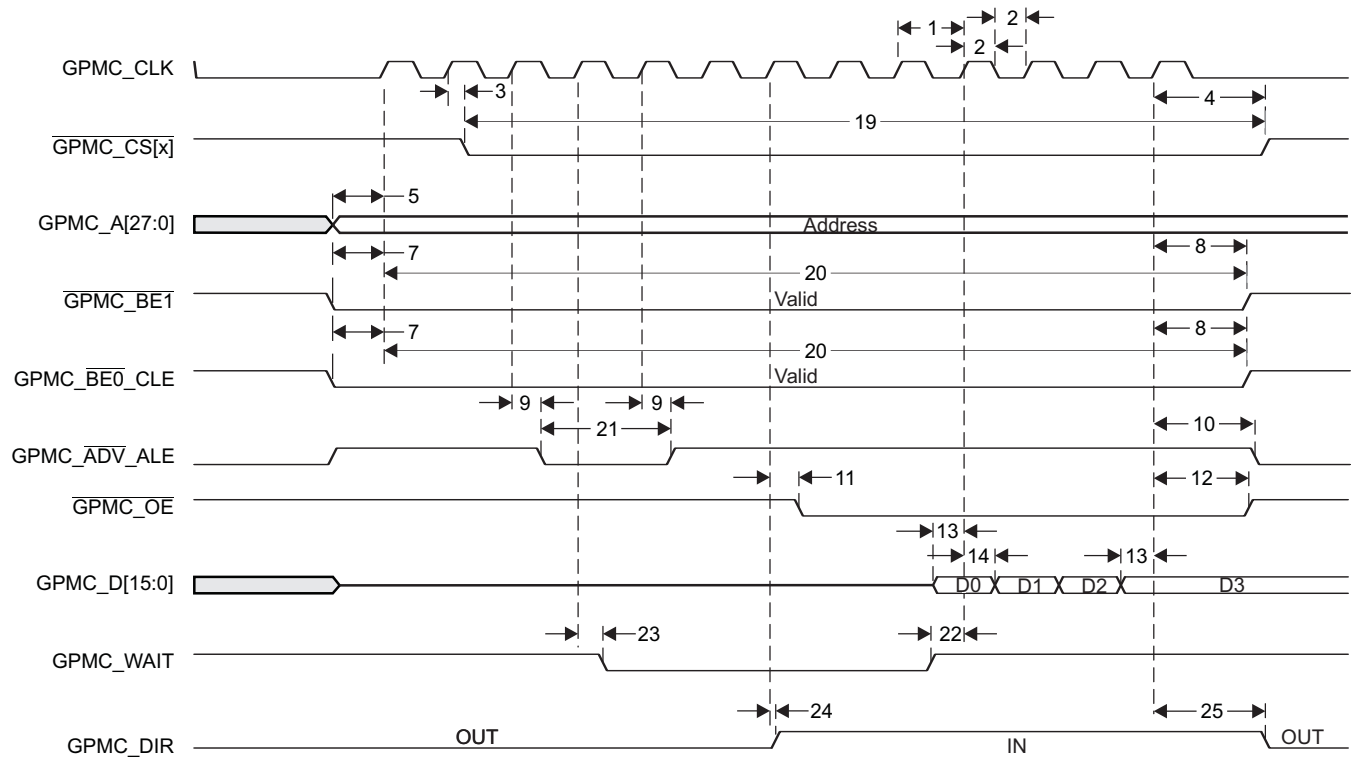 1
2
2
GPMC_CLK
3
4
19
GPMC_CS[x]
5
GPMC_A[27:0]
Address
7
8
20
GPMC_BE1
Valid
7
8
20
GPMC_BE0_CLE
Valid
9
9
21
10
GPMC_ADV_ALE
11
12
GPMC_OE
13
14
13
GPMC_D[15:0]
D0
D1
D2
D3
23
22
GPMC_WAIT
24
25
GPMC_DIR
OUT
IN
OUT